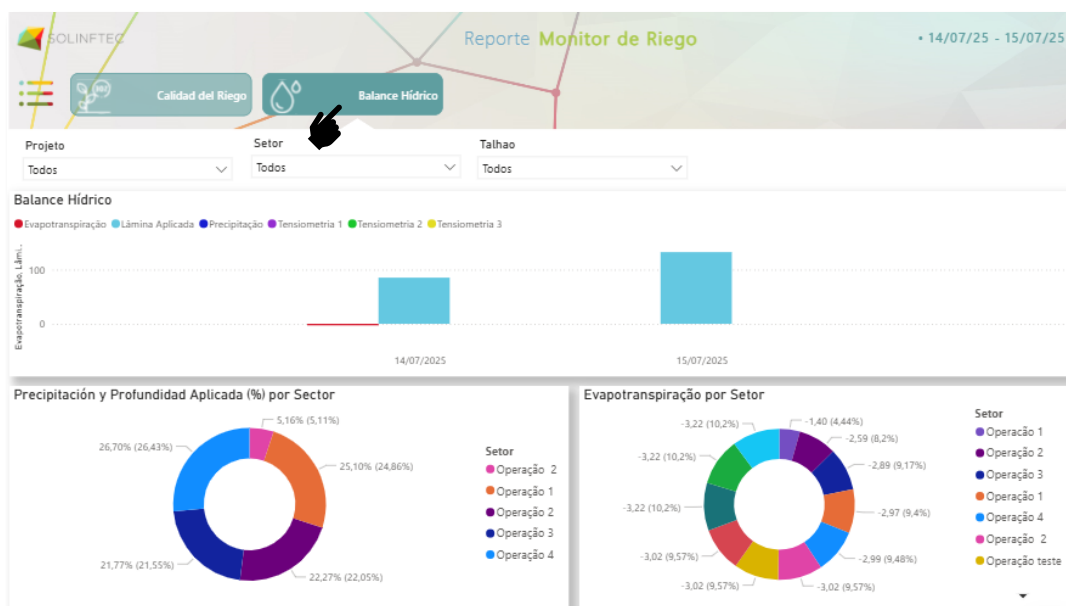 SOLINFTEC
Reporte Monitor de Riego
• 14/07/25 - 15/07/25
Calidad del Riego
Balance Hídrico
Projeto
Setor
Talhao
Todos
Todos
Todos
Balance Hídrico
Evapotranspiração Lâmina Aplicada Precipitação Tensiometria 1 Tensiometria 2 Tensiometria 3
Evapotranspiração, Lâmi...
100
0
14/07/2025
15/07/2025
Precipitación y Profundidad Aplicada (%) por Sector
5,16% (5,11%)
25,10% (24,86%)
22,27% (22,05%)
21,77% (21,55%)
26,70% (26,43%)
Setor
Operação 2
Operação 1
Operação 2
Operação 3
Operação 4
Evapotranspiração por Setor
-1,40 (4,44%)
-2,59 (8,2%)
-2,89 (9,17%)
-2,97 (9,4%)
-2,99 (9,48%)
-3,02 (9,57%)
-3,02 (9,57%)
-3,02 (9,57%)
-3,22 (10,2%)
-3,22 (10,2%)
-3,22 (10,2%)
Setor
Operacão 1
Operação 2
Operação 3
Operação 1
Operação 4
Operação 2
Operação teste